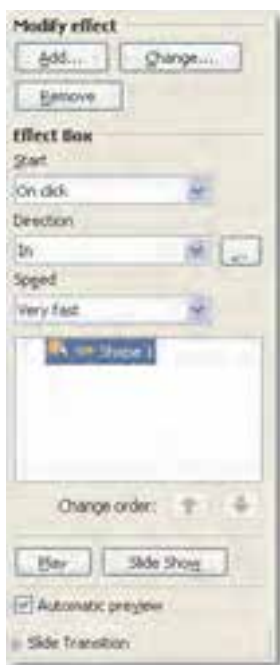 Modify effect
Add... Change...
Remove
Effect Box
Start
On click
Direction
In ...
Speed
Very fast
Shape 1
Change order:
Play Slide Show
Automatic preview
Slide Transition